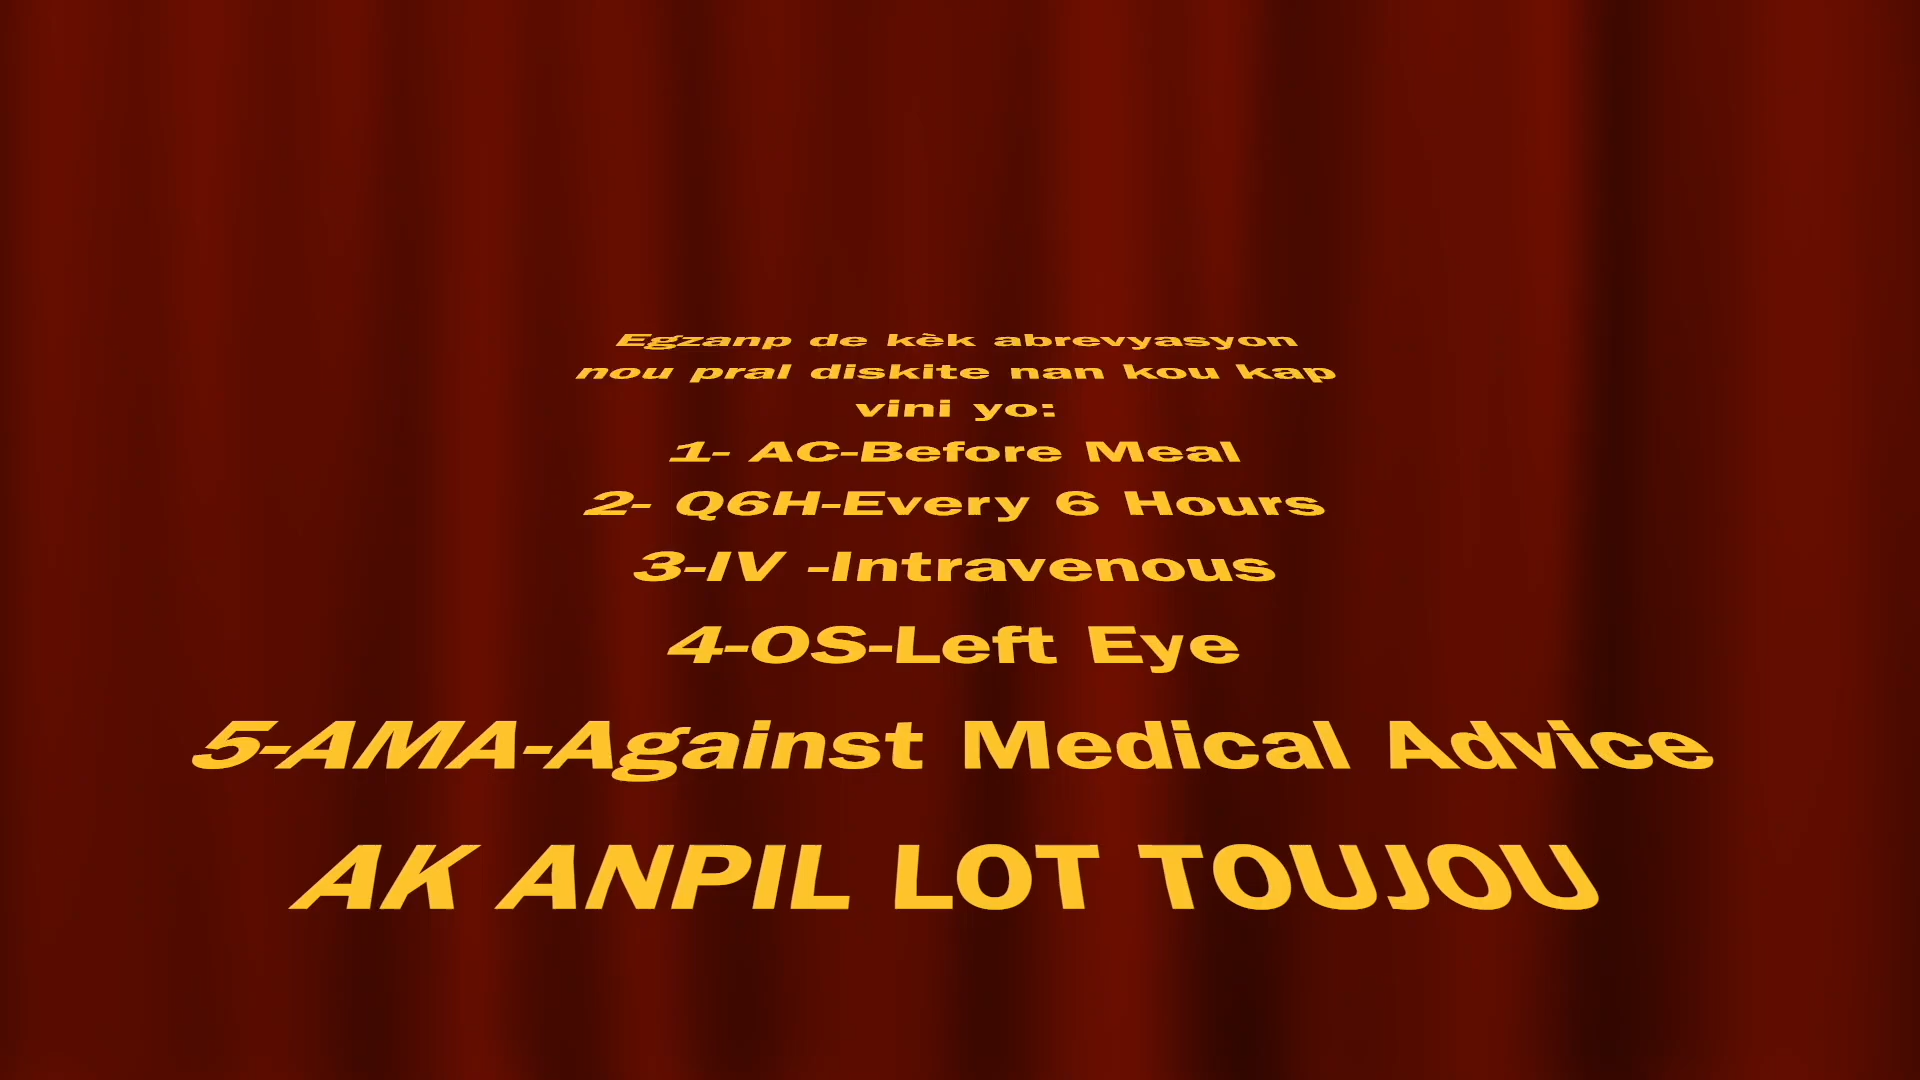 Egzanp de kèk abrevyasyon
nou pral diskite nan kou kap
vini yo:
1- AC-Before Meal
2- Q6H-Every 6 Hours
3-IV -Intravenous
4-OS-Left Eye
5-AMA-Against Medical Advice
AK ANPIL LOT TOUJOU